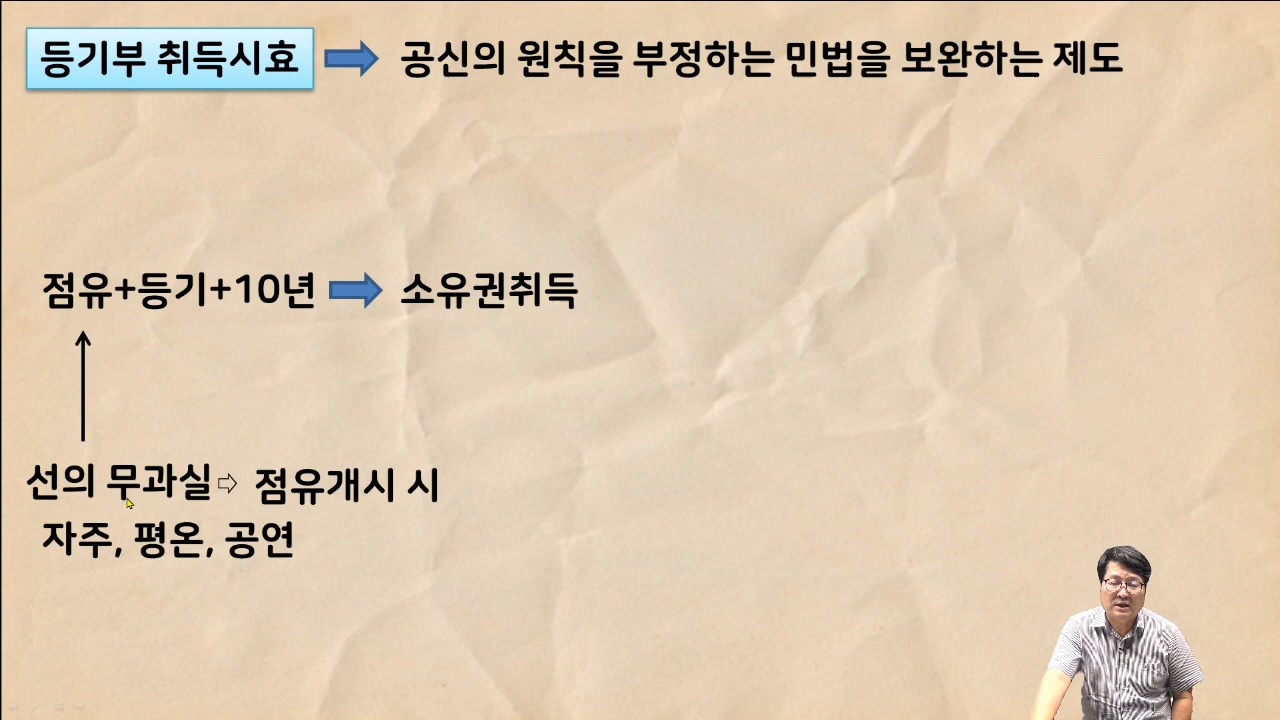 등기부 취득시효 ➡ 공신의 원칙을 부정하는 민법을 보완하는 제도
점유+등기+10년 ➡ 소유권취득
선의 무과실 ⇨ 점유개시 시
자주, 평온, 공연